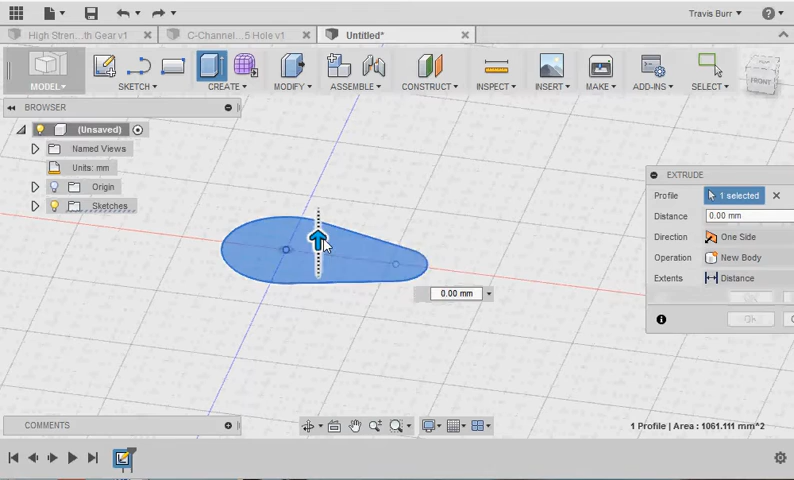 Travis Burr
High Stren...th Gear v1
C-Channel...5 Hole v1
Untitled*
MODEL
SKETCH
CREATE
MODIFY
ASSEMBLE
CONSTRUCT
INSPECT
INSERT
MAKE
ADD-INS
SELECT
FRONT
BROWSER
(Unsaved)
Named Views
Units: mm
Origin
Sketches
EXTRUDE
Profile
1 selected
Distance
0.00 mm
Direction
One Side
Operation
New Body
Extents
Distance
0.00 mm
COMMENTS
1 Profile | Area : 1061.111 mm^2